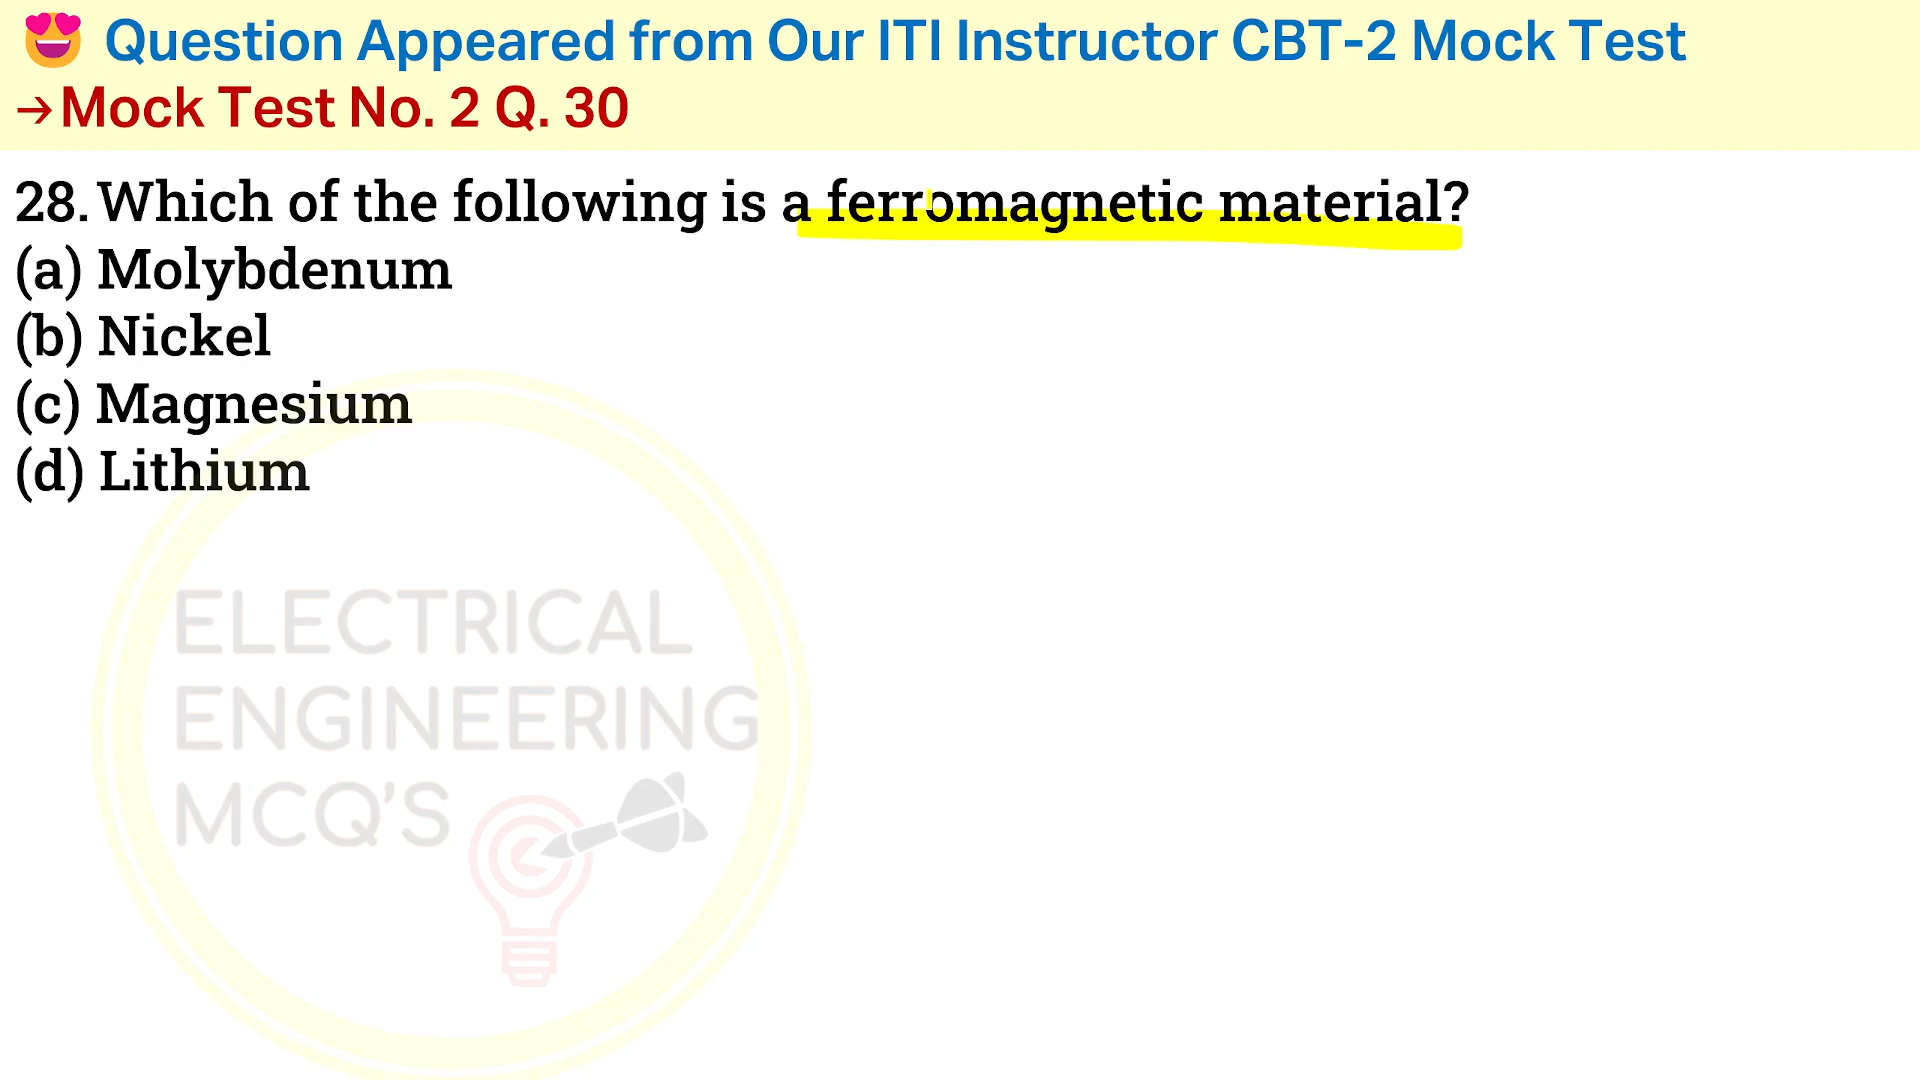 😍 Question Appeared from Our ITI Instructor CBT-2 Mock Test
→Mock Test No. 2 Q. 30
28. Which of the following is a ferromagnetic material?
(a) Molybdenum
(b) Nickel
(c) Magnesium
(d) Lithium
ELECTRICAL
ENGINEERING
MCQ'S